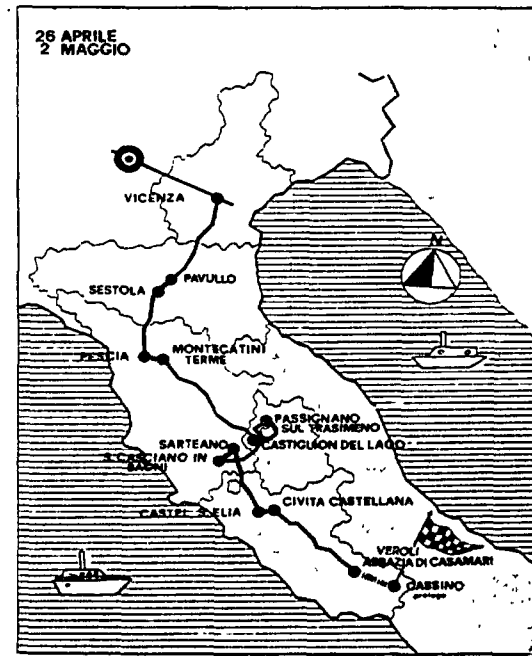 26 APRILE
2 MAGGIO
N
VICENZA
PAVULLO
SESTOLA
PESCIA
MONTECATINI
TERME
PASSIGNANO
SUL TRASIMENO
SARTEANO
CASTIGLION DEL LAGO
S. CASCIANO IN
BAGNI
CASTEL S. ELIA
CIVITA CASTELLANA
VEROLI
ABBAZIA DI CASAMARI
CASSINO
prologo